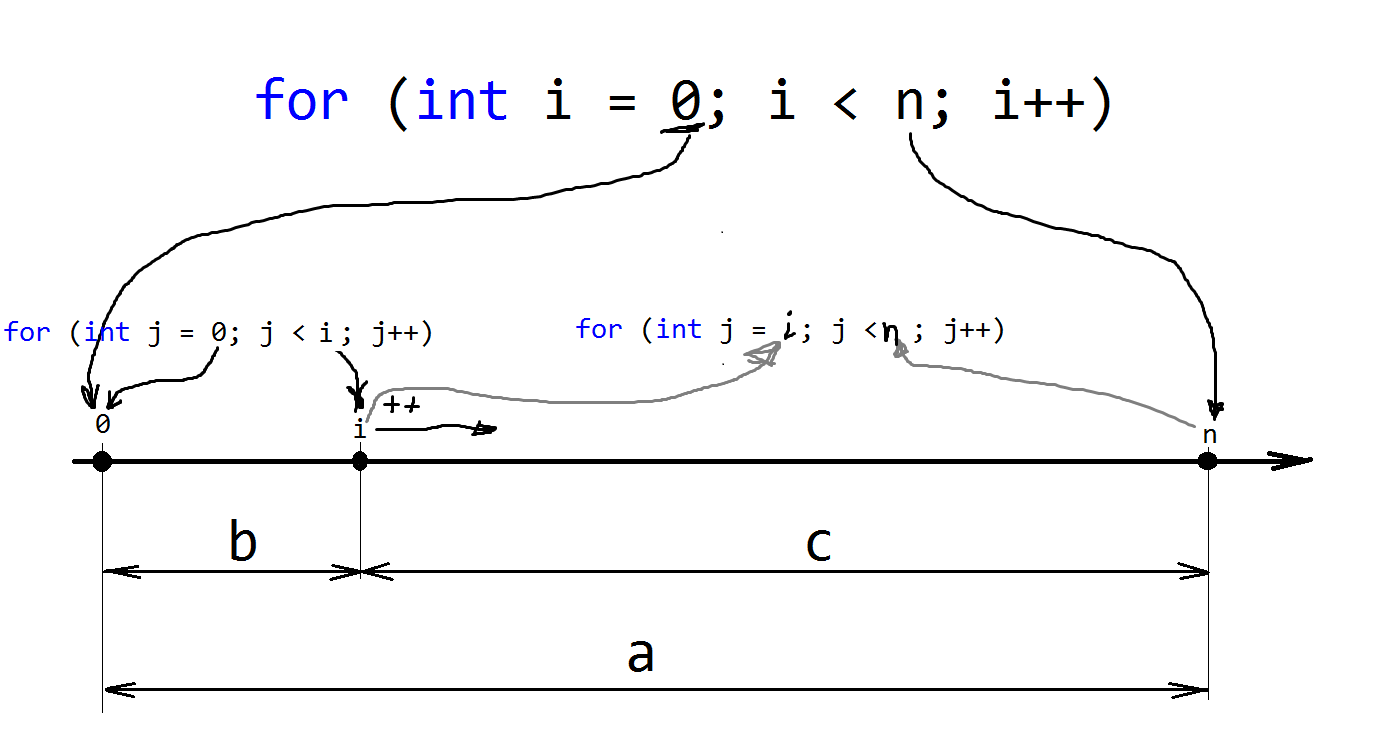 for (int i = 0; i < n; i++)
for (int j = 0; j < i; j++)
for (int j = i; j <n ; j++)
++
0
i
n
b
c
a